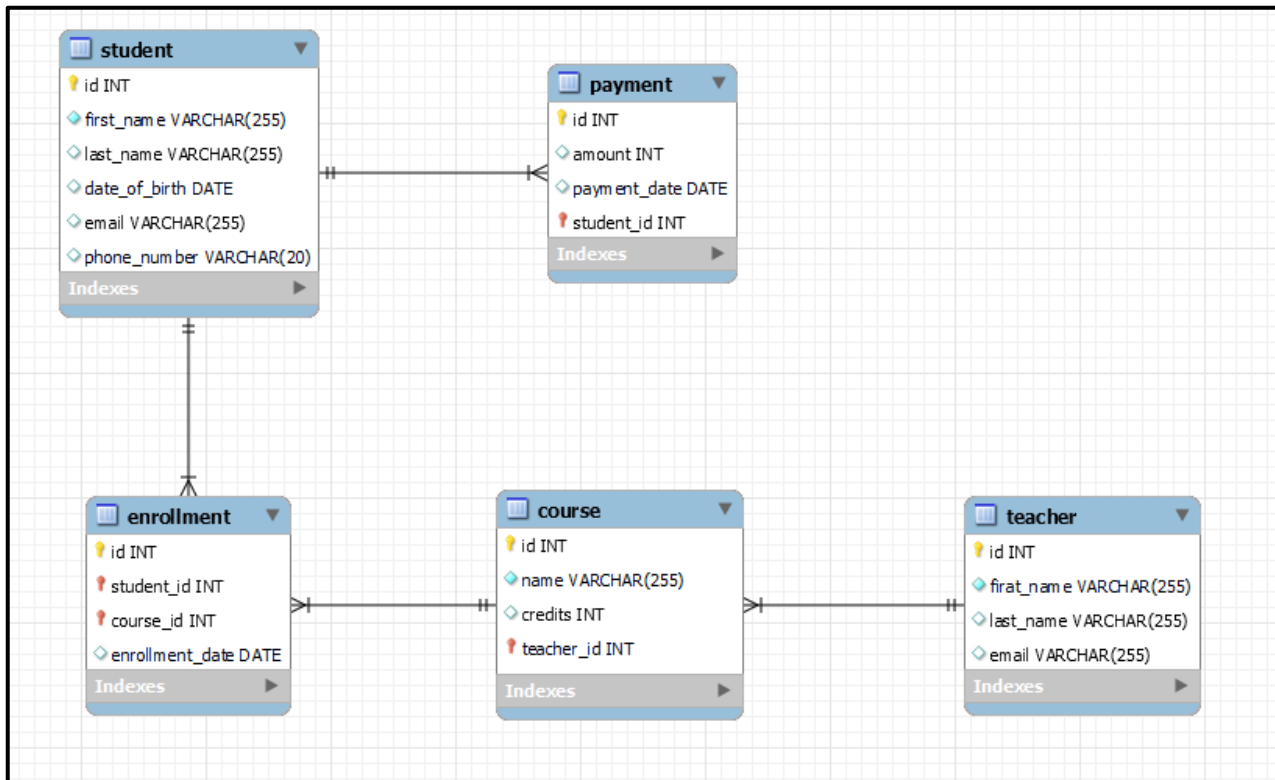 student
id INT
first_name VARCHAR(255)
last_name VARCHAR(255)
date_of_birth DATE
email VARCHAR(255)
phone_number VARCHAR(20)
Indexes
payment
id INT
amount INT
payment_date DATE
student_id INT
Indexes
enrollment
id INT
student_id INT
course_id INT
enrollment_date DATE
Indexes
course
id INT
name VARCHAR(255)
credits INT
teacher_id INT
Indexes
teacher
id INT
firat_name VARCHAR(255)
last_name VARCHAR(255)
email VARCHAR(255)
Indexes